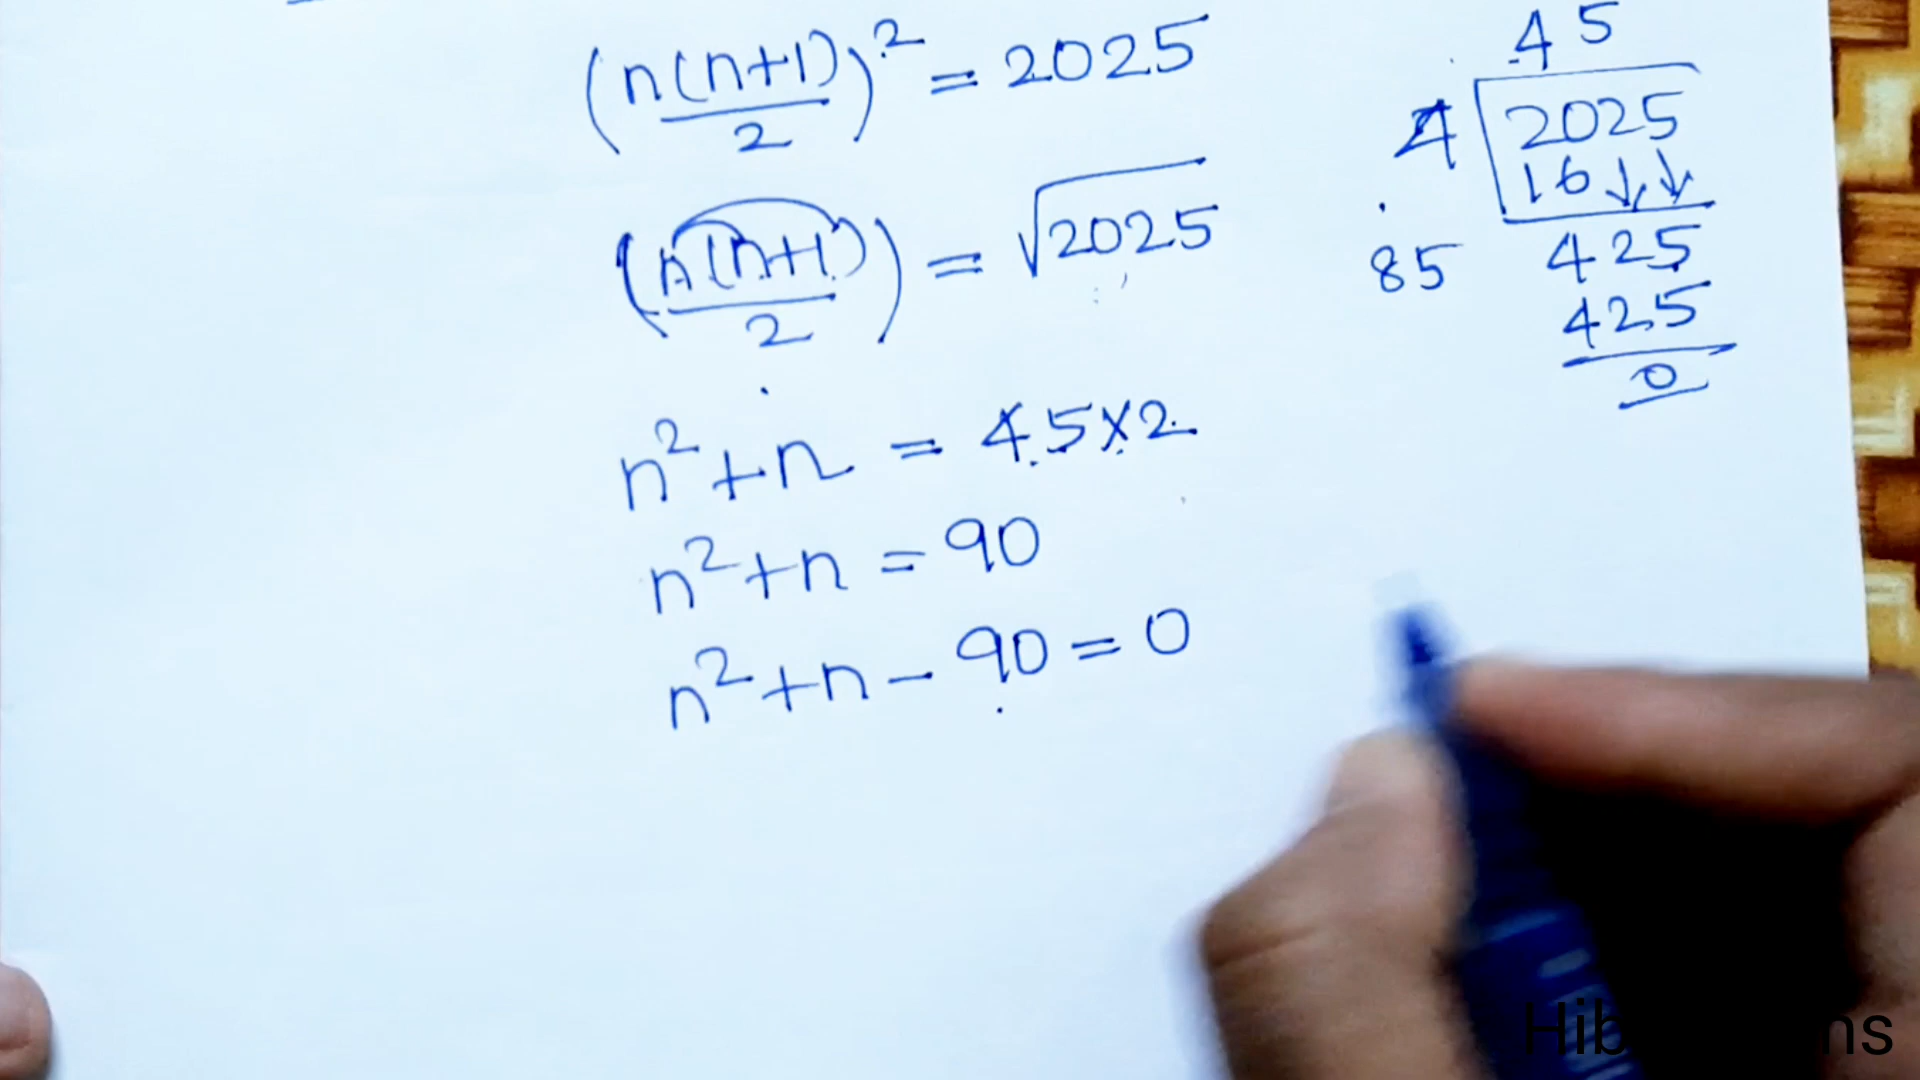 (n(n+1)/2)² = 2025
(n(n+1)/2) = √2025
n²+n = 45×2
n²+n = 90
n²+n-90=0
45
4 2025
16↓↓
85 425
425
0